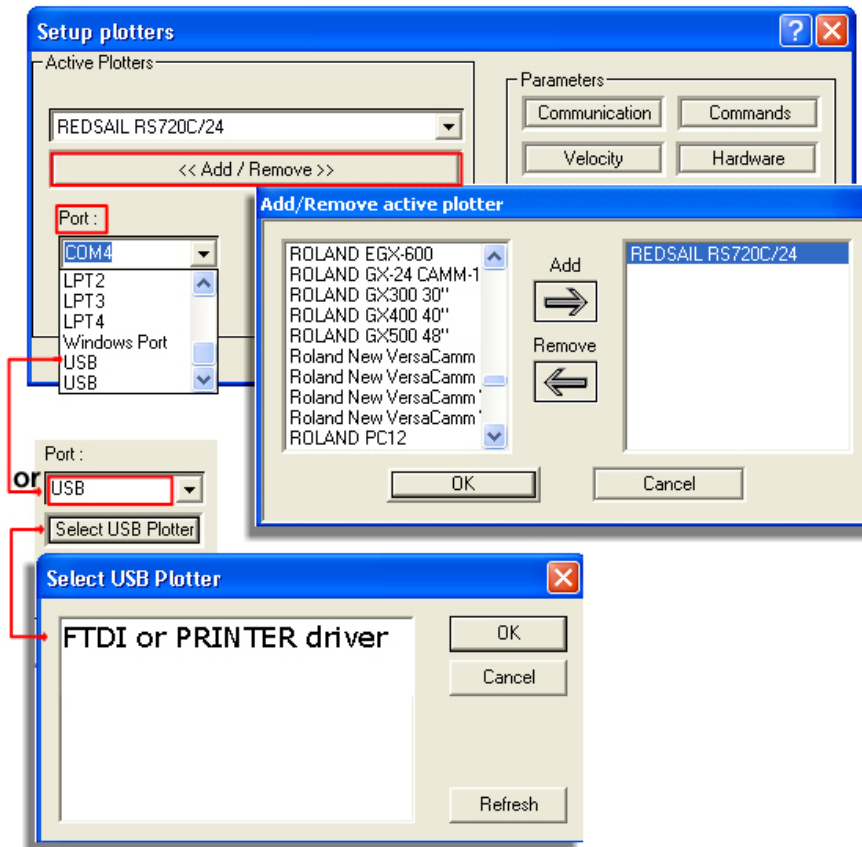 Setup plotters
Active Plotters
REDSAIL RS720C/24
<< Add / Remove >>
Port :
COM4
LPT2
LPT3
LPT4
Windows Port
USB
USB
Parameters
Communication
Commands
Velocity
Hardware
Add/Remove active plotter
ROLAND EGX-600
ROLAND GX-24 CAMM-1
ROLAND GX300 30''
ROLAND GX400 40''
ROLAND GX500 48''
Roland New VersaCamm
Roland New VersaCamm
Roland New VersaCamm
Roland New VersaCamm
ROLAND PC12
Add
Remove
REDSAIL RS720C/24
OK
Cancel
or
Port :
USB
Select USB Plotter
Select USB Plotter
FTDI or PRINTER driver
OK
Cancel
Refresh